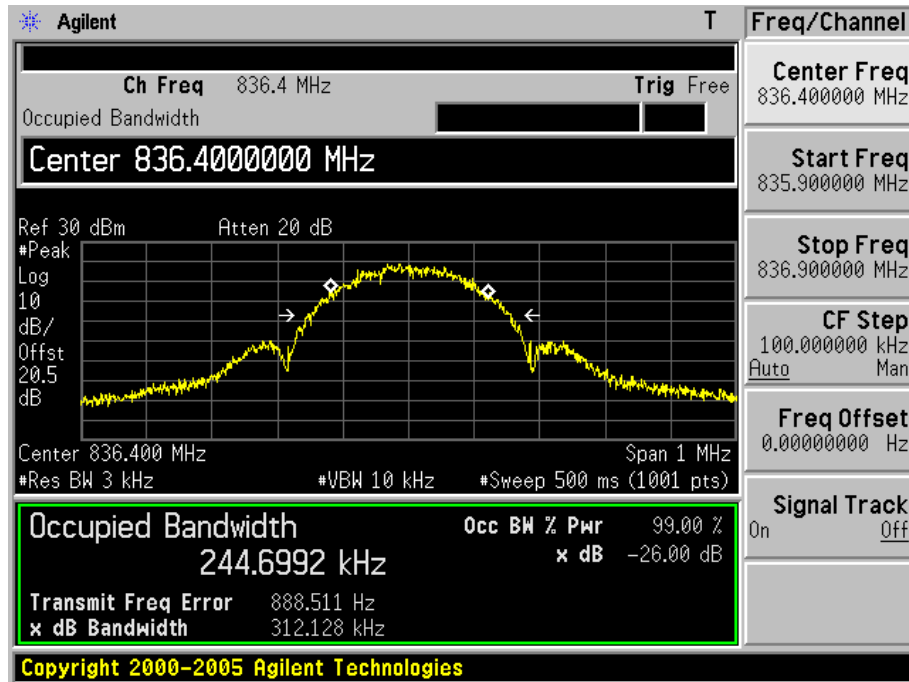 Agilent T
Freq/Channel
Ch Freq 836.4 MHz Trig Free
Occupied Bandwidth
Center 836.4000000 MHz
Ref 30 dBm Atten 20 dB
#Peak
Log
10
dB/
Offst
20.5
dB
Center 836.400 MHz Span 1 MHz
#Res BW 3 kHz #VBW 10 kHz #Sweep 500 ms (1001 pts)
Occupied Bandwidth
244.6992 kHz
Occ BW % Pwr 99.00 %
x dB -26.00 dB
Transmit Freq Error 888.511 Hz
x dB Bandwidth 312.128 kHz
Copyright 2000-2005 Agilent Technologies
Center Freq
836.400000 MHz
Start Freq
835.900000 MHz
Stop Freq
836.900000 MHz
CF Step
100.000000 kHz
Auto Man
Freq Offset
0.00000000 Hz
Signal Track
On Off